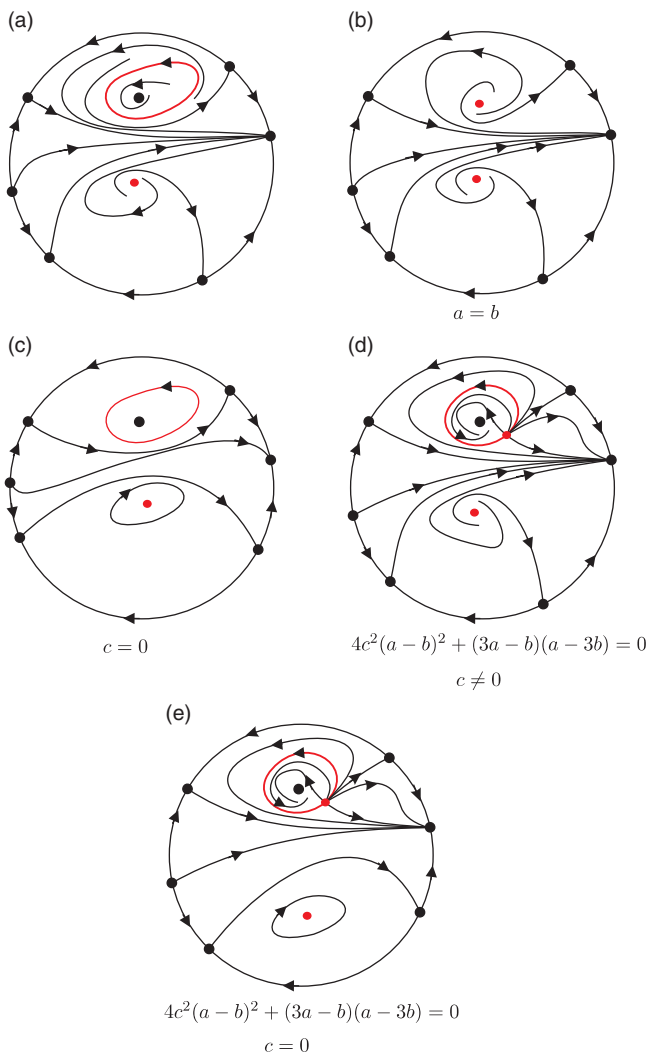 (a)
(b)
a = b
(c)
(d)
c = 0
4c²(a − b)² + (3a − b)(a − 3b) = 0
c ≠ 0
(e)
4c²(a − b)² + (3a − b)(a − 3b) = 0
c = 0